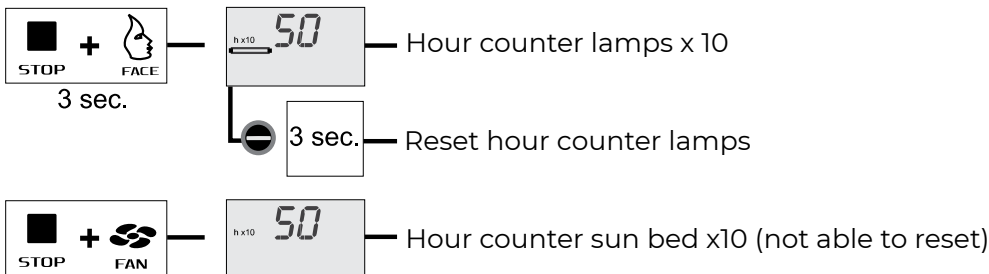 STOP + FACE
h x10 50
Hour counter lamps x 10
3 sec.
3 sec.
Reset hour counter lamps
STOP + FAN
h x10 50
Hour counter sun bed x10 (not able to reset)